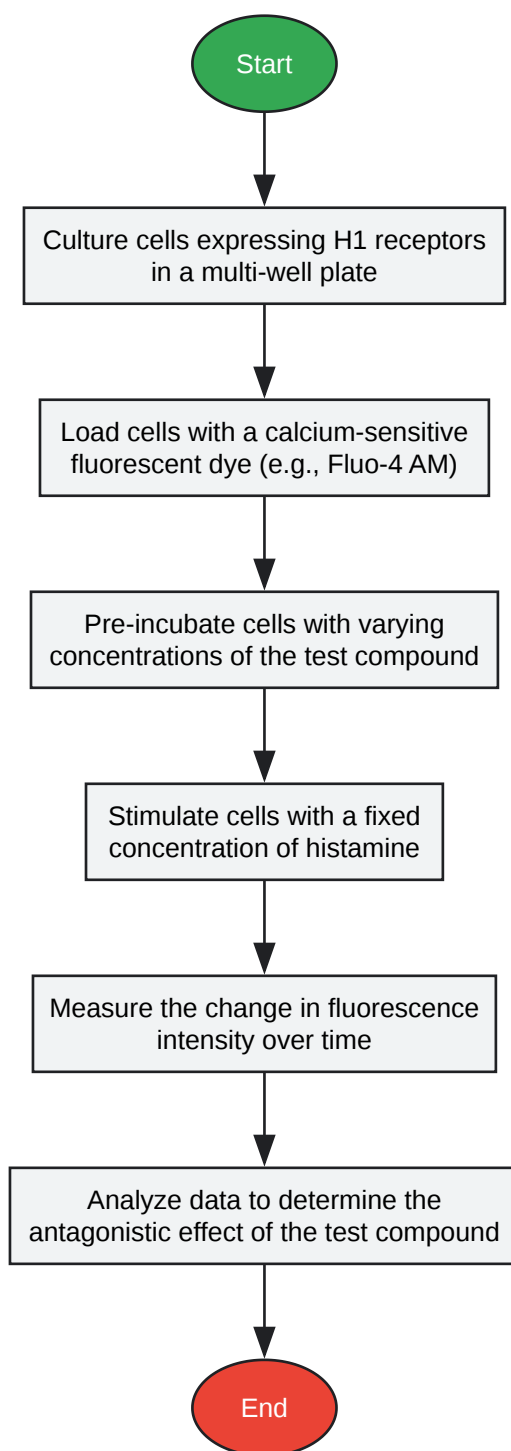 Start
Culture cells expressing H1 receptors
in a multi-well plate
Load cells with a calcium-sensitive
fluorescent dye (e.g., Fluo-4 AM)
Pre-incubate cells with varying
concentrations of the test compound
Stimulate cells with a fixed
concentration of histamine
Measure the change in fluorescence
intensity over time
Analyze data to determine the
antagonistic effect of the test compound
End